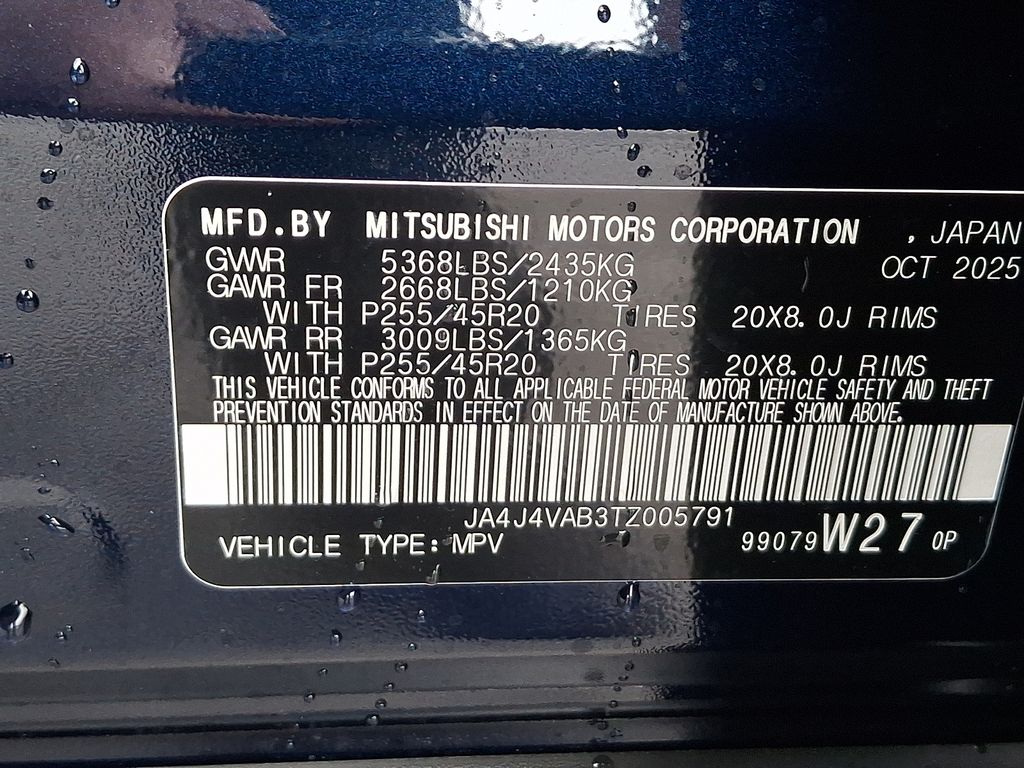 MFD.BY MITSUBISHI MOTORS CORPORATION , JAPAN
GVWR 5368LBS/2435KG OCT 2025
GAWR FR 2668LBS/1210KG
WITH P255/45R20 TIRES 20X8.0J RIMS
GAWR RR 3009LBS/1365KG
WITH P255/45R20 TIRES 20X8.0J RIMS
THIS VEHICLE CONFORMS TO ALL APPLICABLE FEDERAL MOTOR VEHICLE SAFETY AND THEFT
PREVENTION STANDARDS IN EFFECT ON THE DATE OF MANUFACTURE SHOWN ABOVE.
JA4J4VAB3TZ005791
VEHICLE TYPE: MPV 99079 W27 0P